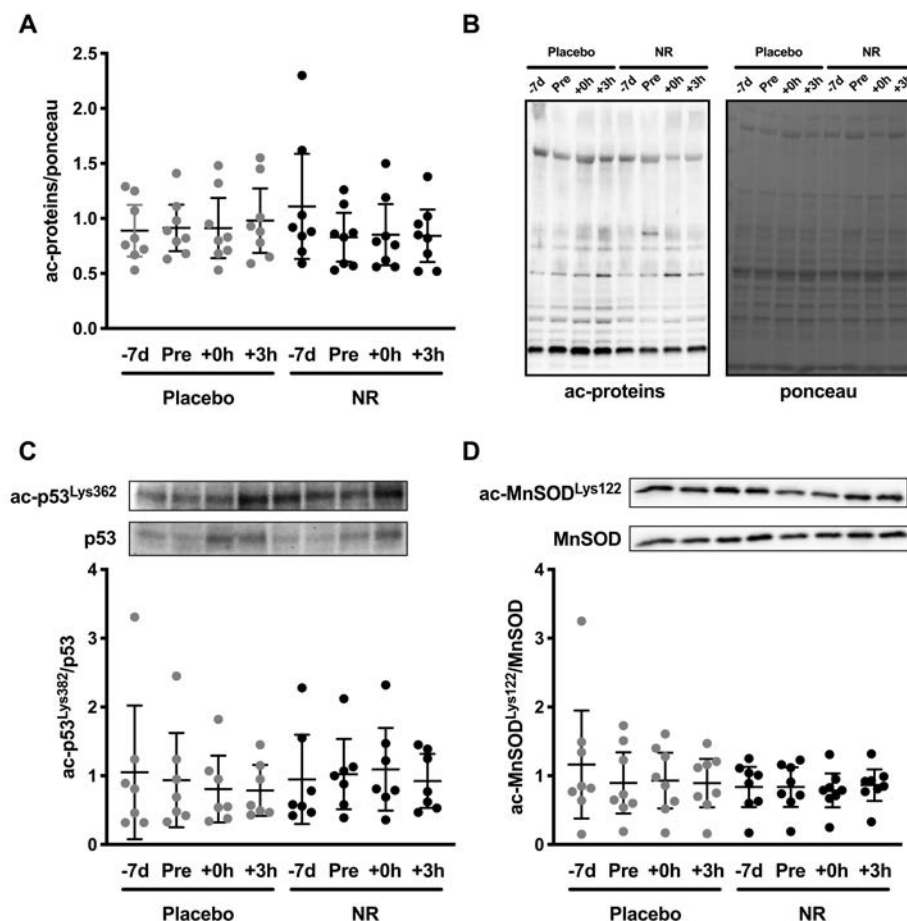 A
2.5
2.0
1.5
1.0
0.5
0.0
ac-proteins/ponceau
-7d Pre +0h +3h -7d Pre +0h +3h
Placebo NR
B
Placebo NR Placebo NR
-7d Pre +0h +3h -7d Pre +0h +3h -7d Pre +0h +3h -7d Pre +0h +3h
ac-proteins ponceau
C
ac-p53Lys362
p53
4
3
2
1
0
ac-p53Lys382/p53
-7d Pre +0h +3h -7d Pre +0h +3h
Placebo NR
D
ac-MnSODLys122
MnSOD
4
3
2
1
0
ac-MnSODLys122/MnSOD
-7d Pre +0h +3h -7d Pre +0h +3h
Placebo NR